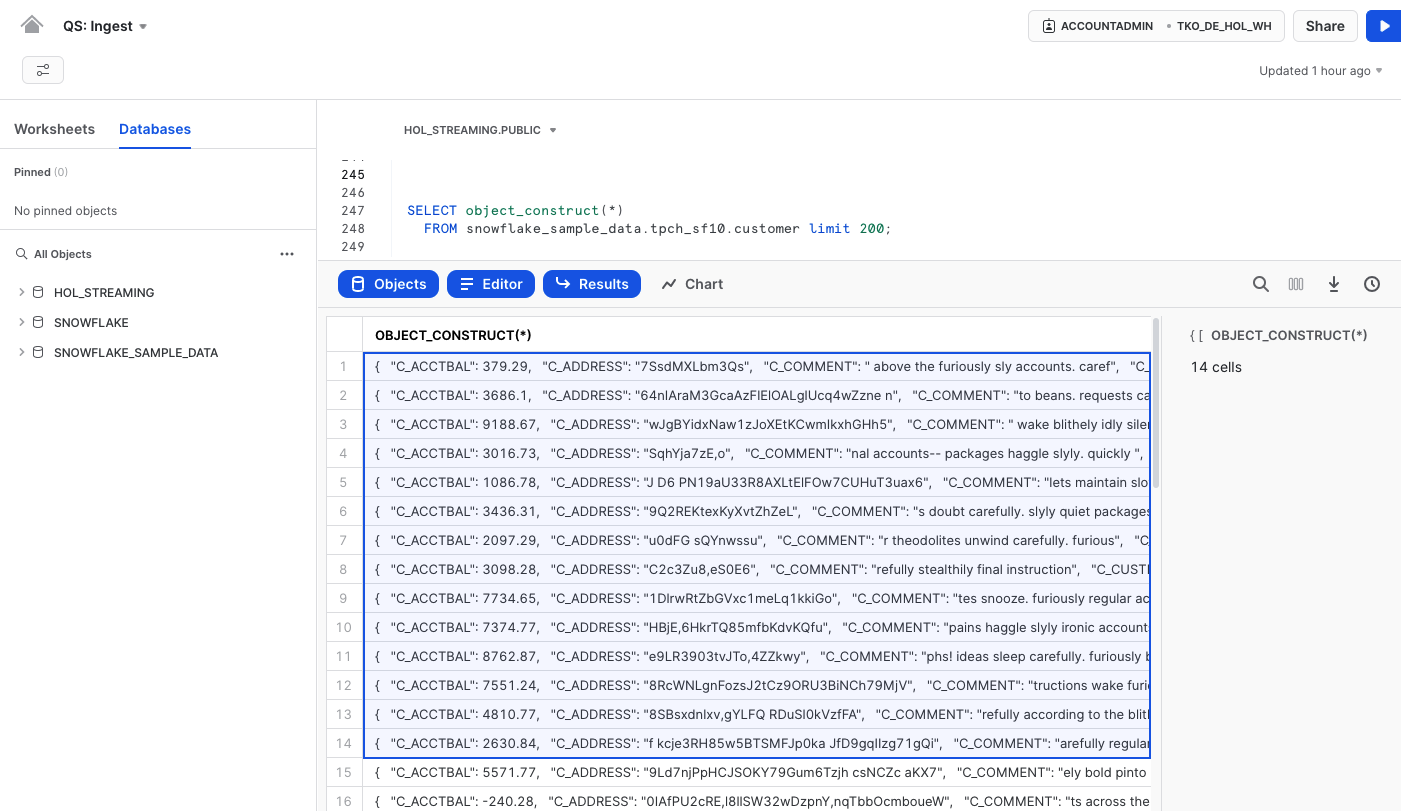 QS: Ingest
ACCOUNTADMIN • TKO_DE_HOL_WH
Share
Updated 1 hour ago
Worksheets Databases
Pinned (0)
No pinned objects
All Objects
HOL_STREAMING
SNOWFLAKE
SNOWFLAKE_SAMPLE_DATA
HOL_STREAMING.PUBLIC
245
246
247 SELECT object_construct(*)
248 FROM snowflake_sample_data.tpch_sf10.customer limit 200;
249
Objects Editor Results Chart
OBJECT_CONSTRUCT(*)
1 { "C_ACCTBAL": 379.29, "C_ADDRESS": "7SsdMXLbm3Qs", "C_COMMENT": " above the furiously sly accounts. caref", "C_
2 { "C_ACCTBAL": 3686.1, "C_ADDRESS": "64nlAraM3GcaAzFIElOALglUcq4wZzne n", "C_COMMENT": "to beans. requests ca
3 { "C_ACCTBAL": 9188.67, "C_ADDRESS": "wJgBYidxNaw1zJoXEtKCwmlkxhGHh5", "C_COMMENT": " wake blithely idly siler
4 { "C_ACCTBAL": 3016.73, "C_ADDRESS": "SqhYja7zE,o", "C_COMMENT": "nal accounts-- packages haggle slyly. quickly ",
5 { "C_ACCTBAL": 1086.78, "C_ADDRESS": "J D6 PN19aU33R8AXLtElFOw7CUHuT3uax6", "C_COMMENT": "lets maintain slo
6 { "C_ACCTBAL": 3436.31, "C_ADDRESS": "9Q2REKtexKyXvtZhZeL", "C_COMMENT": "s doubt carefully. slyly quiet packages
7 { "C_ACCTBAL": 2097.29, "C_ADDRESS": "u0dFG sQYnwssu", "C_COMMENT": "r theodolites unwind carefully. furious", "C_
8 { "C_ACCTBAL": 3098.28, "C_ADDRESS": "C2c3Zu8,eS0E6", "C_COMMENT": "refully stealthily final instruction", "C_CUST
9 { "C_ACCTBAL": 7734.65, "C_ADDRESS": "1DlrwRtZbGVxc1meLq1kkiGo", "C_COMMENT": "tes snooze. furiously regular ac
10 { "C_ACCTBAL": 7374.77, "C_ADDRESS": "HBjE,6HkrTQ85mfbKdvKQfu", "C_COMMENT": "pains haggle slyly ironic account
11 { "C_ACCTBAL": 8762.87, "C_ADDRESS": "e9LR3903tvJTo,4ZZkwy", "C_COMMENT": "phs! ideas sleep carefully. furiously b
12 { "C_ACCTBAL": 7551.24, "C_ADDRESS": "8RcWNLgnFozsJ2tCz9ORU3BiNCh79MjV", "C_COMMENT": "tructions wake furi
13 { "C_ACCTBAL": 4810.77, "C_ADDRESS": "8SBsxdnlxv,gYLFQ RDuSl0kVzfFA", "C_COMMENT": "refully according to the blit
14 { "C_ACCTBAL": 2630.84, "C_ADDRESS": "f kcje3RH85w5BTSMFJp0ka JfD9gqIlzg71gQi", "C_COMMENT": "arefully regular
15 { "C_ACCTBAL": 5571.77, "C_ADDRESS": "9Ld7njPpHCJSOKY79Gum6Tzjh csNCZc aKX7", "C_COMMENT": "ely bold pinto
16 { "C_ACCTBAL": -240.28, "C_ADDRESS": "0lAfPU2cRE,l8IlSW32wDzpnY,nqTbbOcmboueW", "C_COMMENT": "ts across the
{ [ OBJECT_CONSTRUCT(*)
14 cells